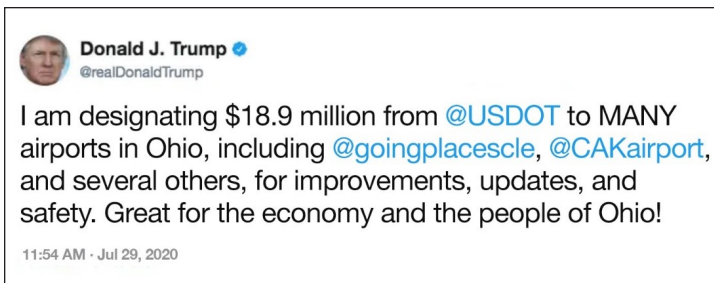 Donald J. Trump
@realDonaldTrump
I am designating $18.9 million from @USDOT to MANY
airports in Ohio, including @goingplacescle, @CAKairport,
and several others, for improvements, updates, and
safety. Great for the economy and the people of Ohio!
11:54 AM · Jul 29, 2020